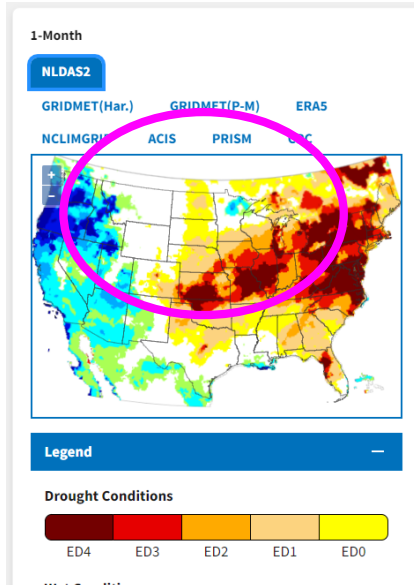 1-Month
NLDAS2
GRIDMET(Har.) GRIDMET(P-M) ERA5
ACIS PRISM
+
−
Legend −
Drought Conditions
ED4 ED3 ED2 ED1 ED0